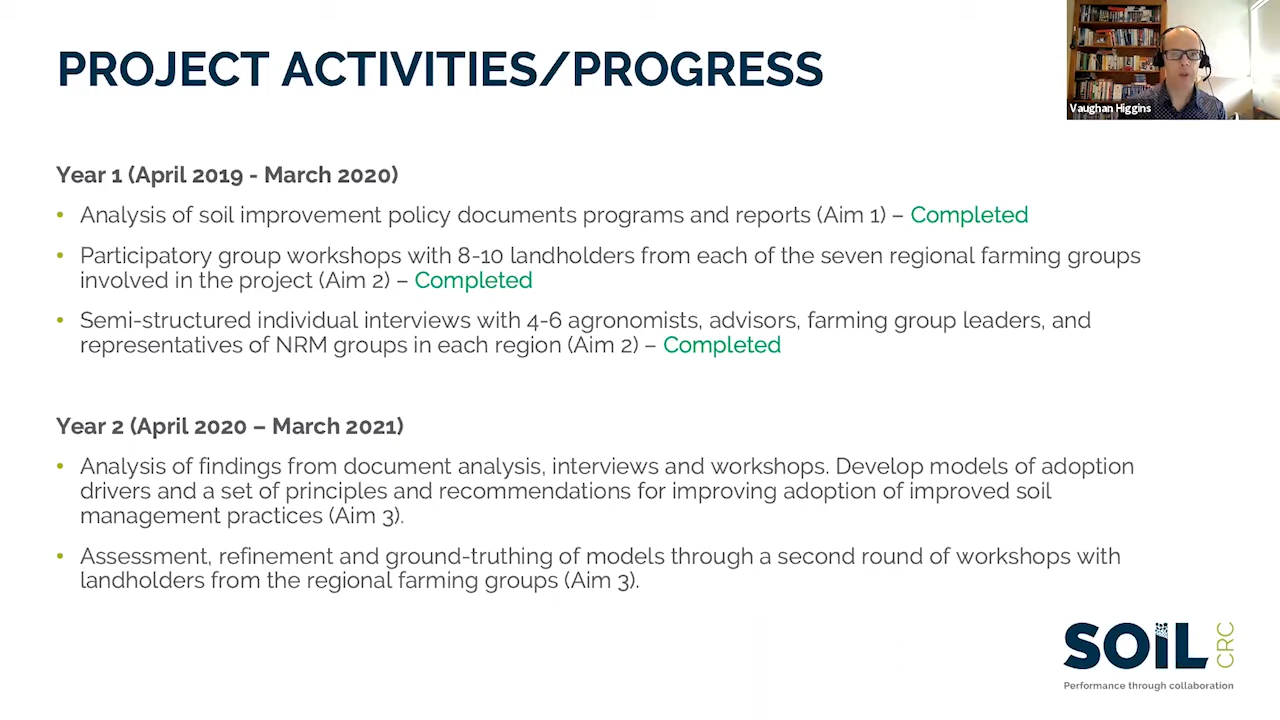 PROJECT ACTIVITIES/PROGRESS
Vaughan Higgins
Year 1 (April 2019 - March 2020)
• Analysis of soil improvement policy documents programs and reports (Aim 1) – Completed
• Participatory group workshops with 8-10 landholders from each of the seven regional farming groups
involved in the project (Aim 2) – Completed
• Semi-structured individual interviews with 4-6 agronomists, advisors, farming group leaders, and
representatives of NRM groups in each region (Aim 2) – Completed
Year 2 (April 2020 – March 2021)
• Analysis of findings from document analysis, interviews and workshops. Develop models of adoption
drivers and a set of principles and recommendations for improving adoption of improved soil
management practices (Aim 3).
• Assessment, refinement and ground-truthing of models through a second round of workshops with
landholders from the regional farming groups (Aim 3).
SOIL CRC
Performance through collaboration